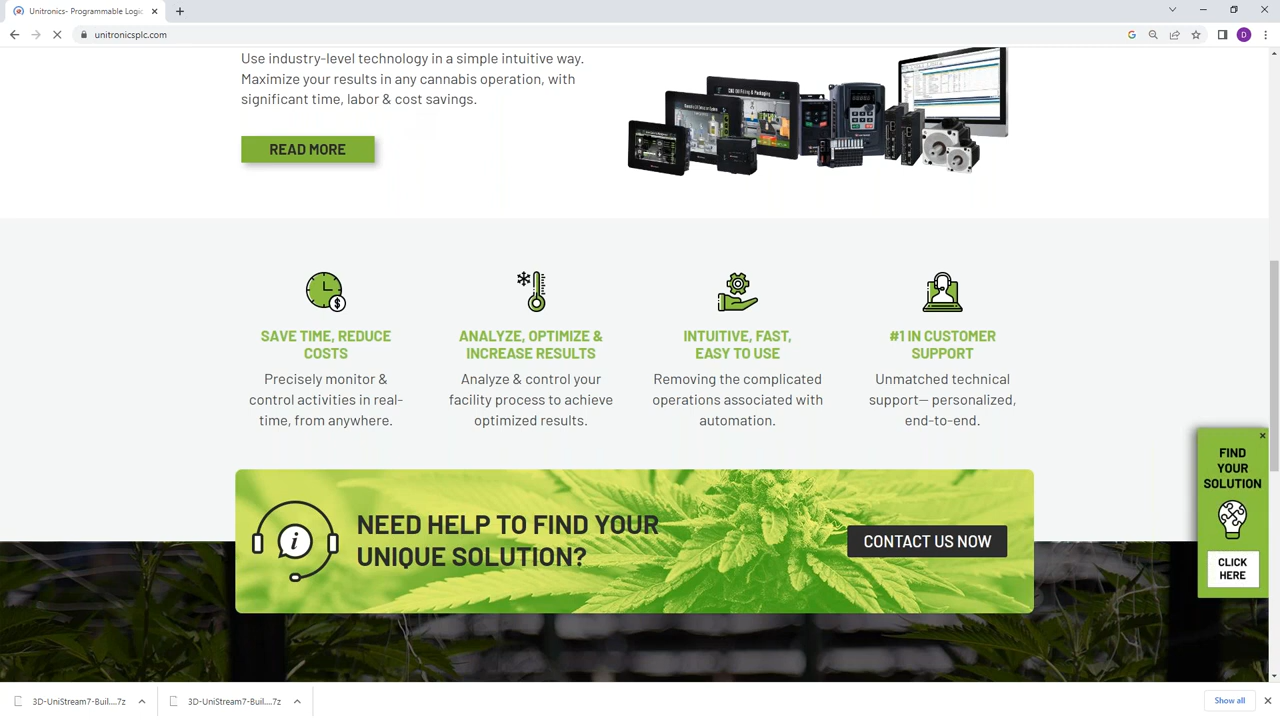 Unitronics- Programmable Logic
unitronicsplc.com
Use industry-level technology in a simple intuitive way.
Maximize your results in any cannabis operation, with
significant time, labor & cost savings.
READ MORE
SAVE TIME, REDUCE
COSTS
Precisely monitor &
control activities in real-
time, from anywhere.
ANALYZE, OPTIMIZE &
INCREASE RESULTS
Analyze & control your
facility process to achieve
optimized results.
INTUITIVE, FAST,
EASY TO USE
Removing the complicated
operations associated with
automation.
#1 IN CUSTOMER
SUPPORT
Unmatched technical
support— personalized,
end-to-end.
FIND
YOUR
SOLUTION
CLICK
HERE
NEED HELP TO FIND YOUR
UNIQUE SOLUTION?
CONTACT US NOW
3D-UniStream7-Buil....7z
3D-UniStream7-Buil....7z
Show all